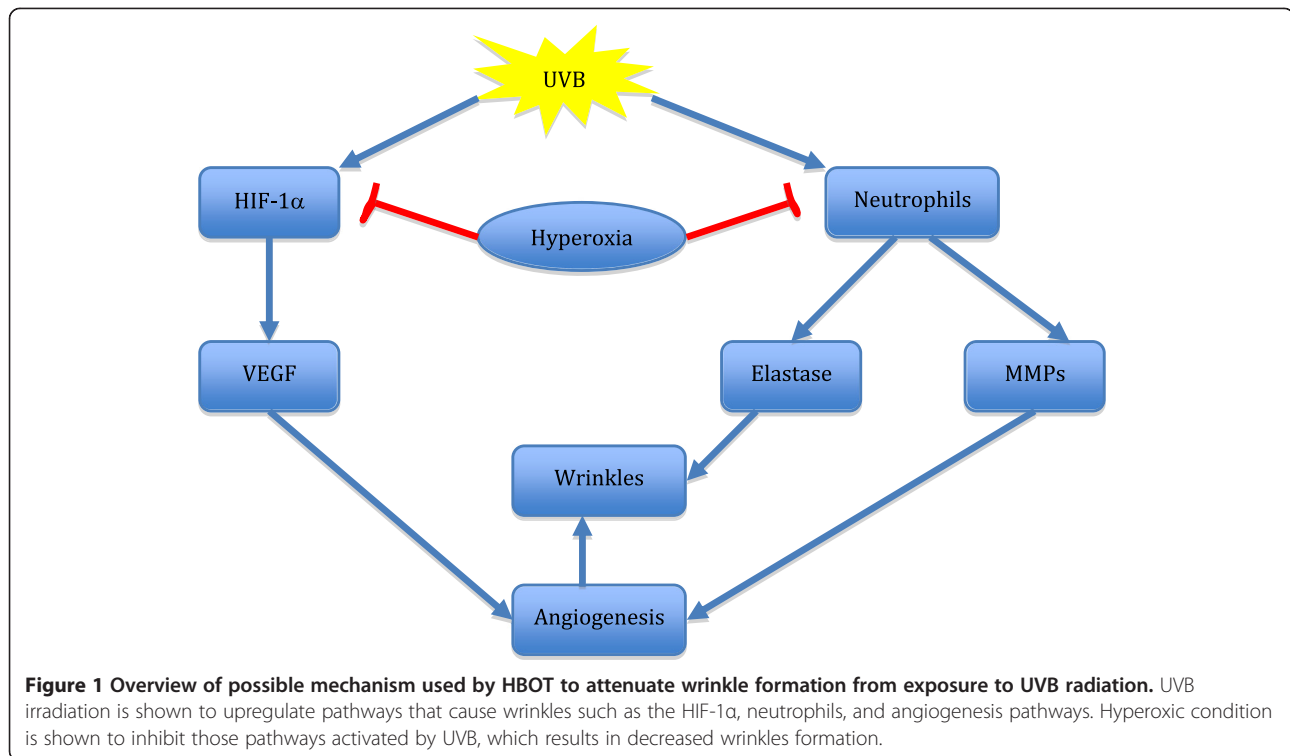 UVB
HIF-1α
Neutrophils
Hyperoxia
VEGF
Elastase
MMPs
Wrinkles
Angiogenesis
Figure 1 Overview of possible mechanism used by HBOT to attenuate wrinkle formation from exposure to UVB radiation. UVB
irradiation is shown to upregulate pathways that cause wrinkles such as the HIF-1α, neutrophils, and angiogenesis pathways. Hyperoxic condition
is shown to inhibit those pathways activated by UVB, which results in decreased wrinkles formation.